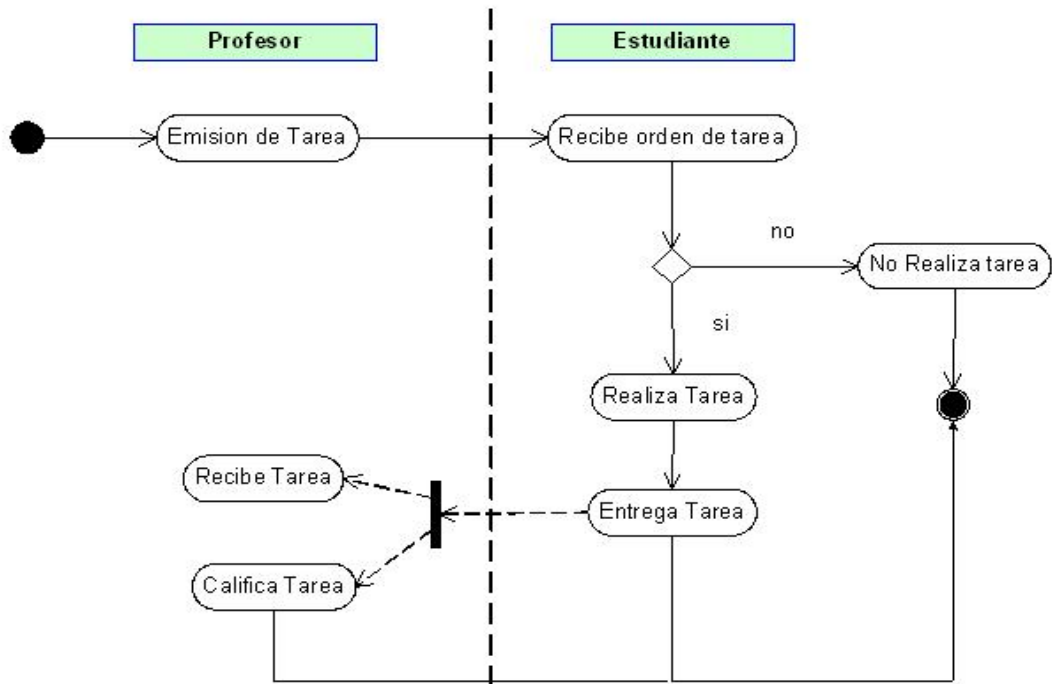 Profesor
Estudiante
Emision de Tarea
Recibe orden de tarea
no
No Realiza tarea
si
Realiza Tarea
Recibe Tarea
Entrega Tarea
Califica Tarea